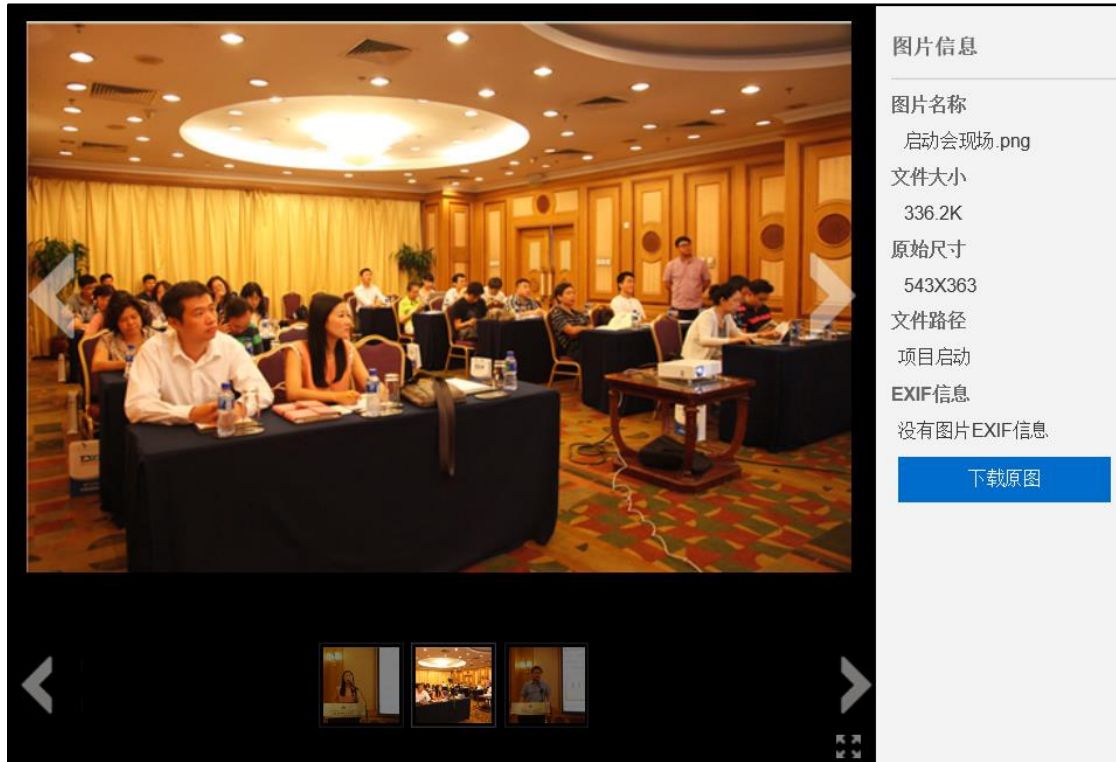 图片信息
图片名称
启动会现场.png
文件大小
336.2K
原始尺寸
543X363
文件路径
项目启动
EXIF信息
没有图片EXIF信息
下载原图